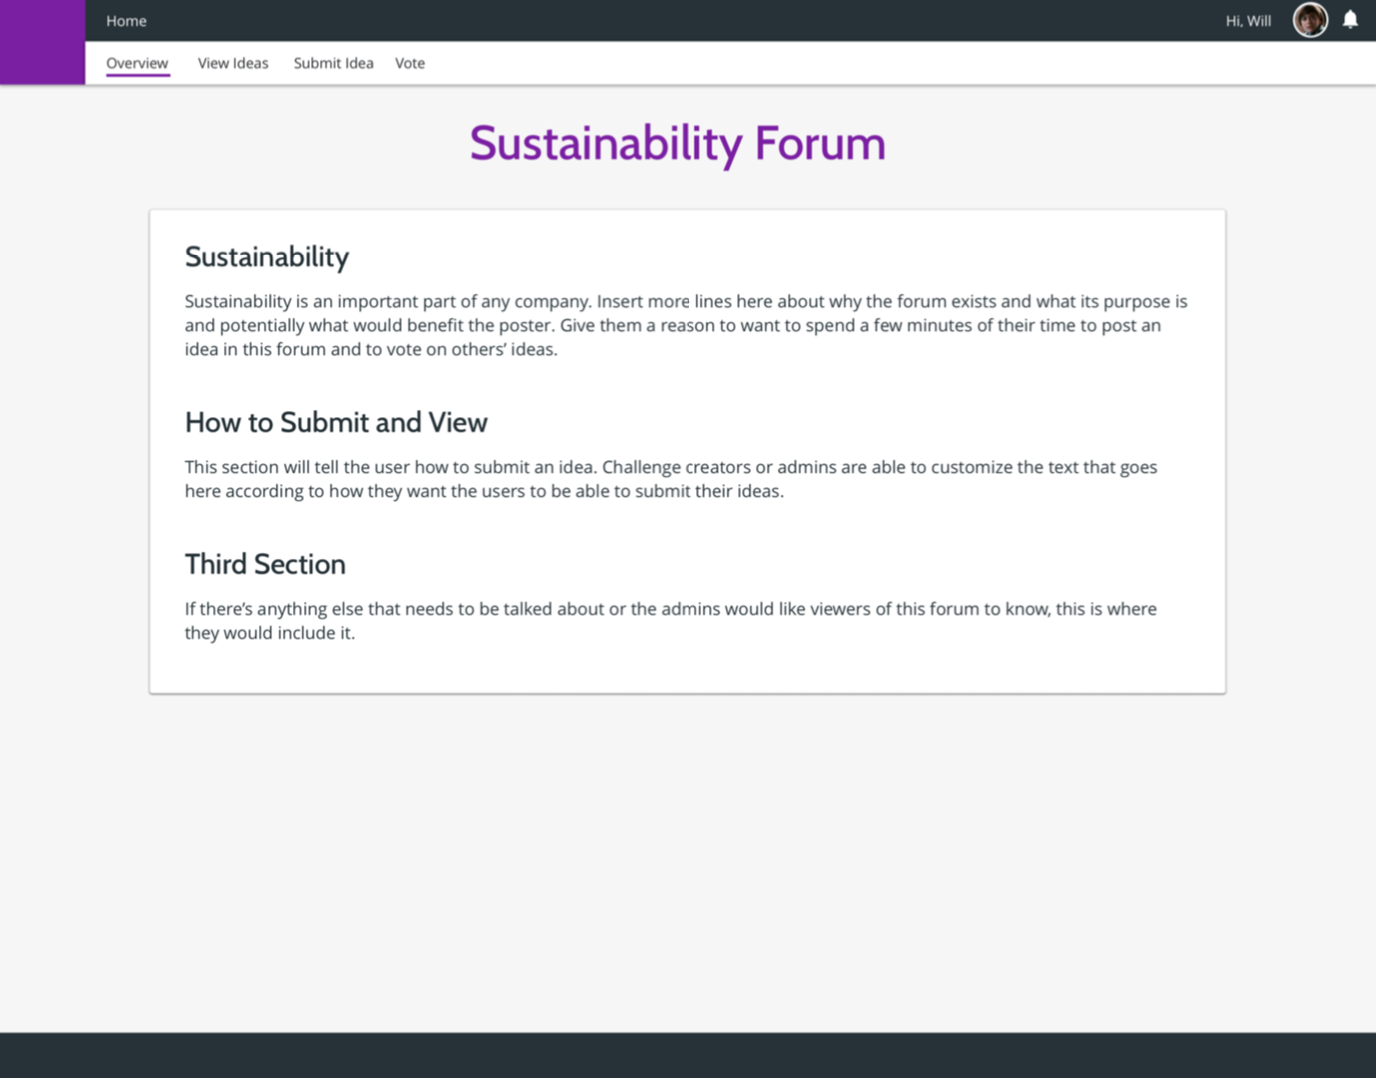 Home
Hi, Will
Overview
View Ideas
Submit Idea
Vote
Sustainability Forum
Sustainability
Sustainability is an important part of any company. Insert more lines here about why the forum exists and what its purpose is
and potentially what would benefit the poster. Give them a reason to want to spend a few minutes of their time to post an
idea in this forum and to vote on others’ ideas.
How to Submit and View
This section will tell the user how to submit an idea. Challenge creators or admins are able to customize the text that goes
here according to how they want the users to be able to submit their ideas.
Third Section
If there’s anything else that needs to be talked about or the admins would like viewers of this forum to know, this is where
they would include it.